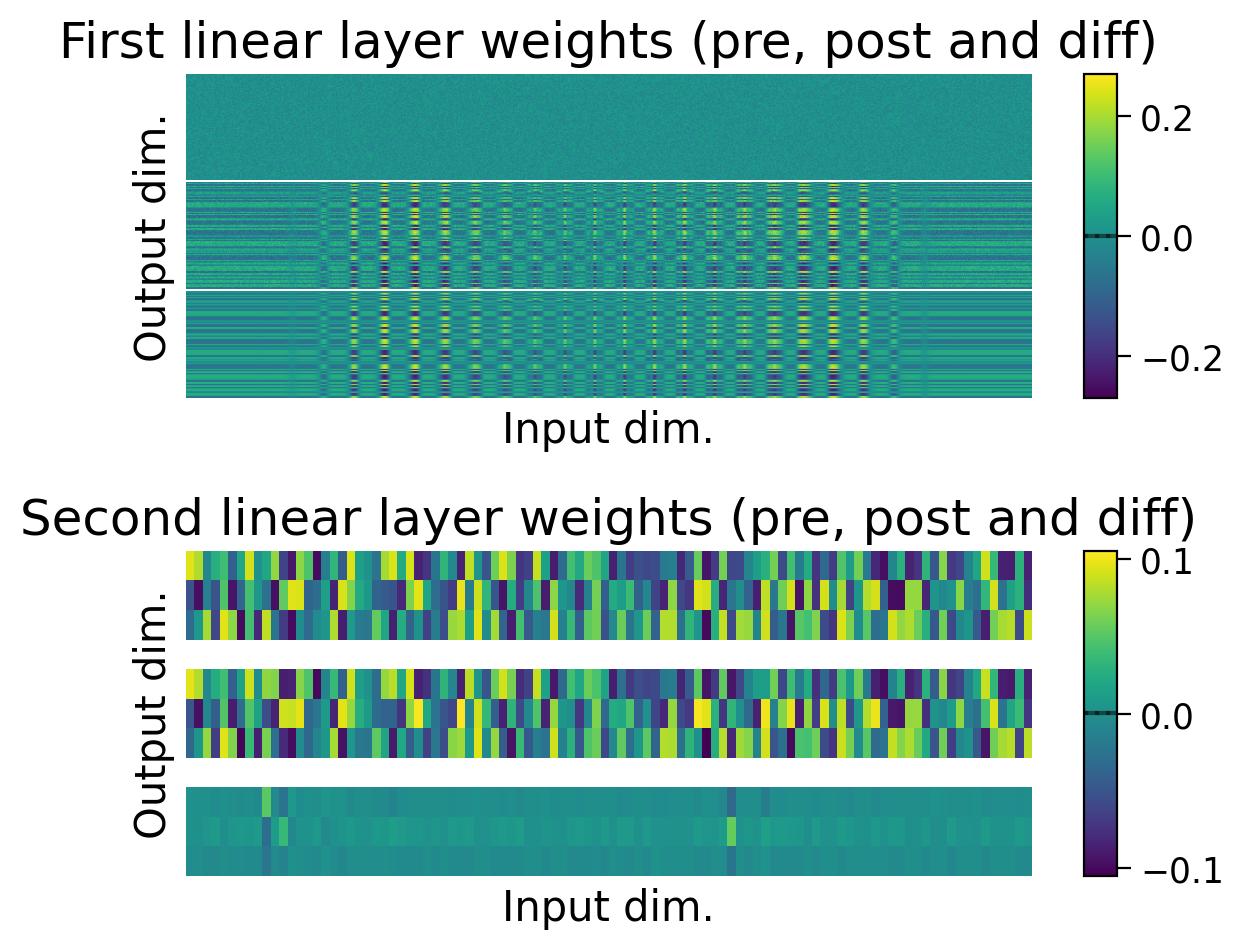 First linear layer weights (pre, post and diff)
Output dim.
0.2
0.0
−0.2
Input dim.
Second linear layer weights (pre, post and diff)
Output dim.
0.1
0.0
−0.1
Input dim.